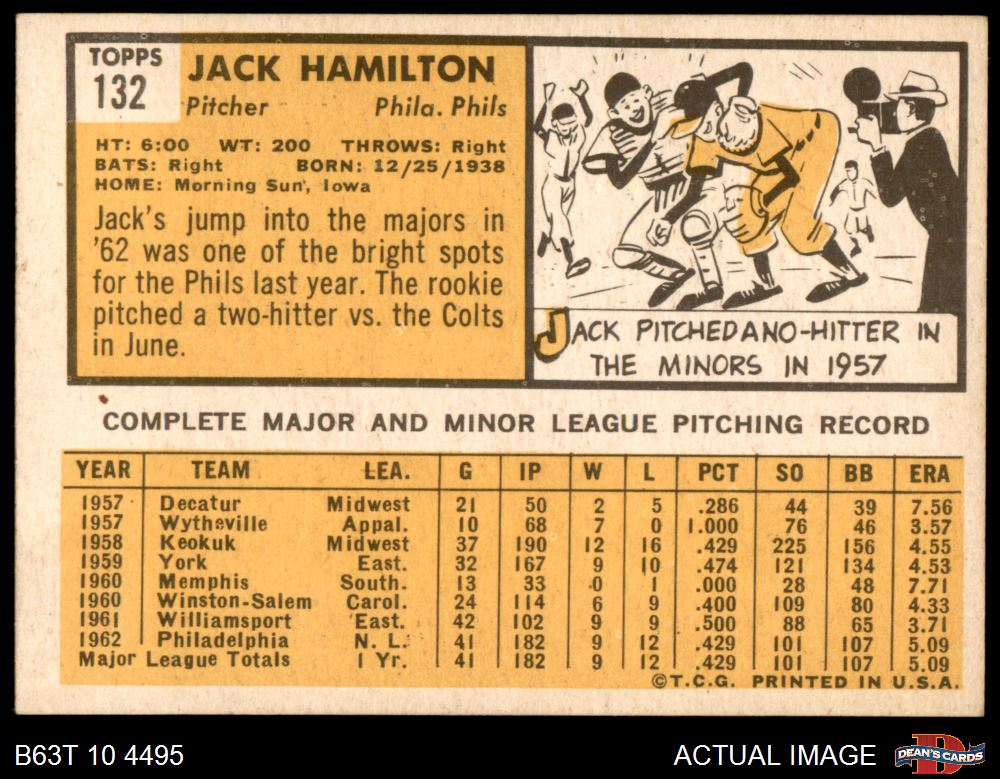 TOPPS
132
JACK HAMILTON
Pitcher Phila. Phils
HT: 6:00 WT: 200 THROWS: Right
BATS: Right BORN: 12/25/1938
HOME: Morning Sun, Iowa
Jack's jump into the majors in
'62 was one of the bright spots
for the Phils last year. The rookie
pitched a two-hitter vs. the Colts
in June.
JACK PITCHED A NO-HITTER IN
THE MINORS IN 1957
COMPLETE MAJOR AND MINOR LEAGUE PITCHING RECORD
YEAR TEAM LEA. G IP W L PCT SO BB ERA
1957 Decatur Midwest 21 50 2 5 .286 44 39 7.56
1957 Wytheville Appal. 10 68 7 0 1.000 76 46 3.57
1958 Keokuk Midwest 37 190 12 16 .429 225 156 4.55
1959 York East. 32 167 9 10 .474 121 134 4.53
1960 Memphis South. 13 33 0 1 .000 28 48 7.71
1960 Winston-Salem Carol. 24 114 6 9 .400 109 80 4.33
1961 Williamsport East. 42 102 9 9 .500 88 65 3.71
1962 Philadelphia N. L. 41 182 9 12 .429 101 107 5.09
Major League Totals 1 Yr. 41 182 9 12 .429 101 107 5.09
©T.C.G. PRINTED IN U.S.A.
B63T 10 4495 ACTUAL IMAGE DEAN'S CARDS